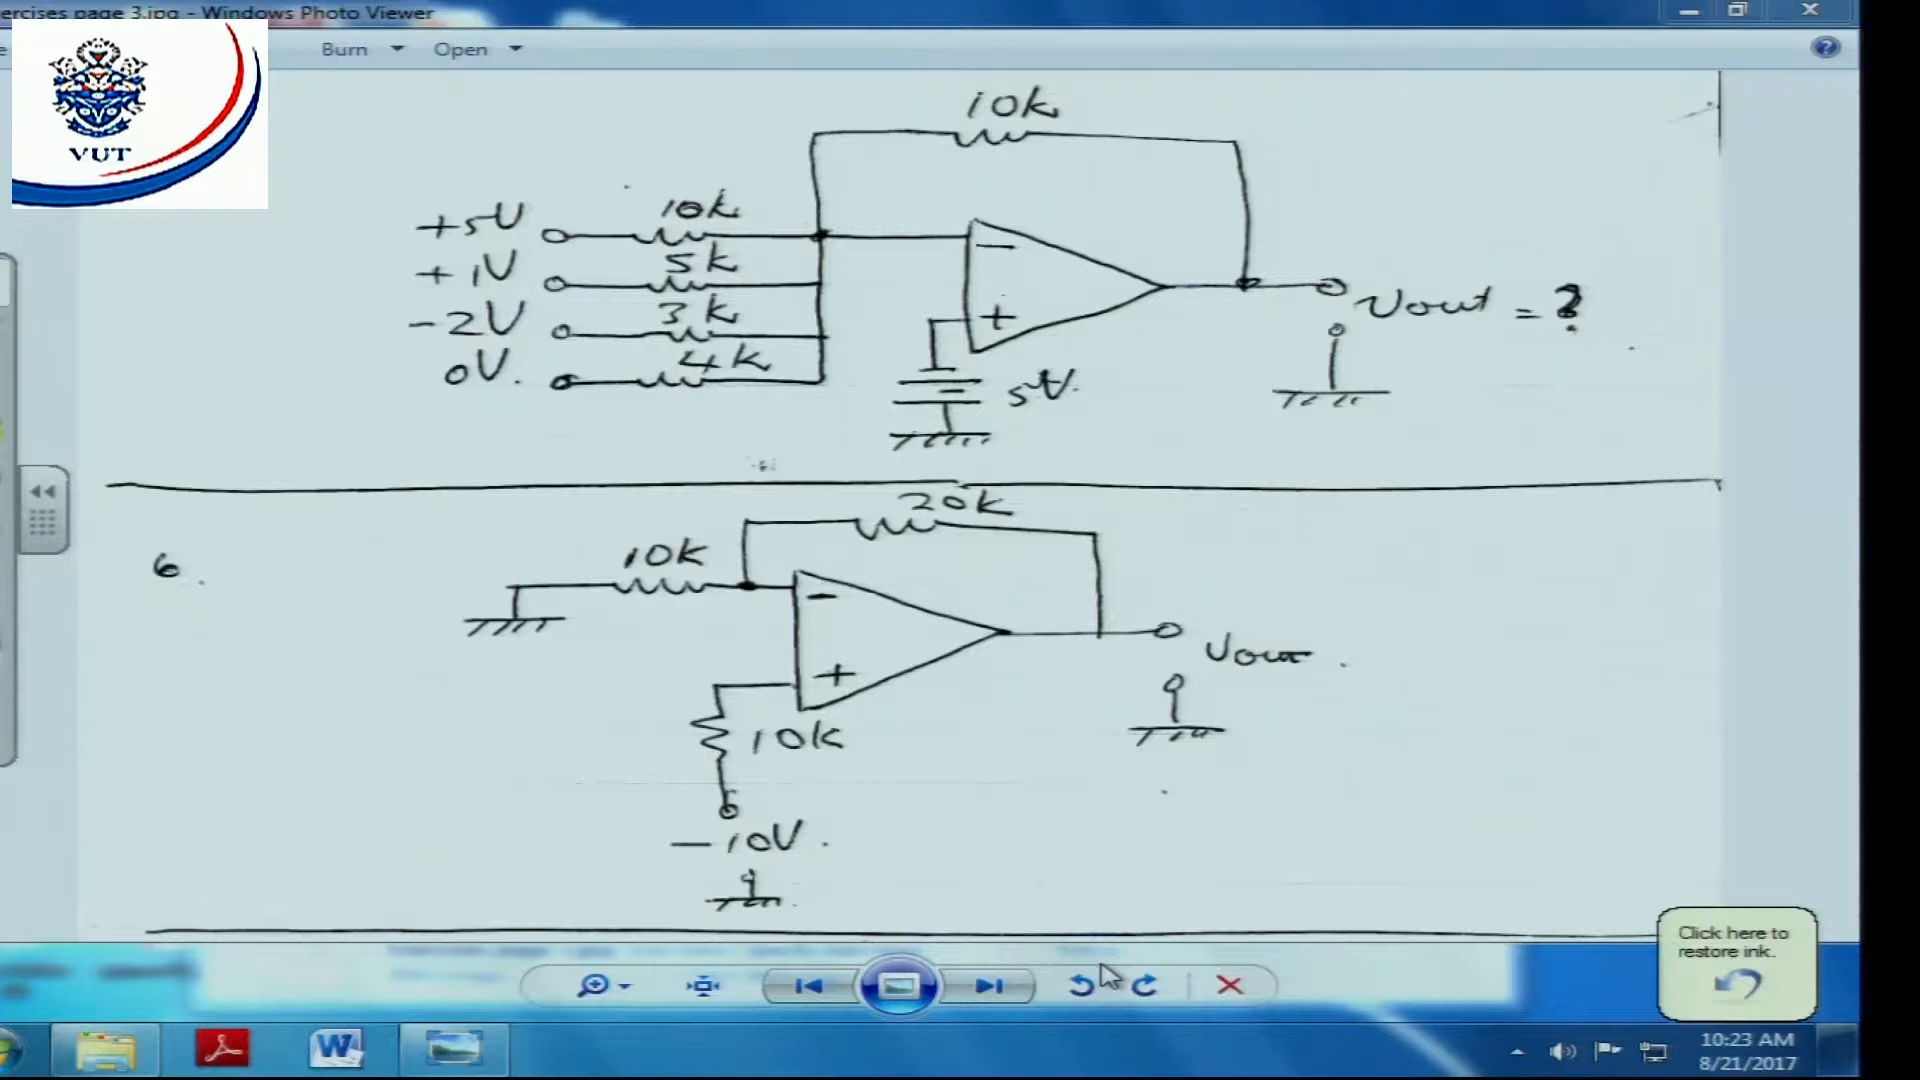 ercises page 3.jpg - Windows Photo Viewer
Burn Open
VUT
10k
+5V 10k
+1V 5k
-2V 3k
0V. 4k
-
+
5V.
Vout = ?
6.
20k
10k
-
+
Vout.
10k
-10V.
Click here to
restore ink.
10:23 AM
8/21/2017